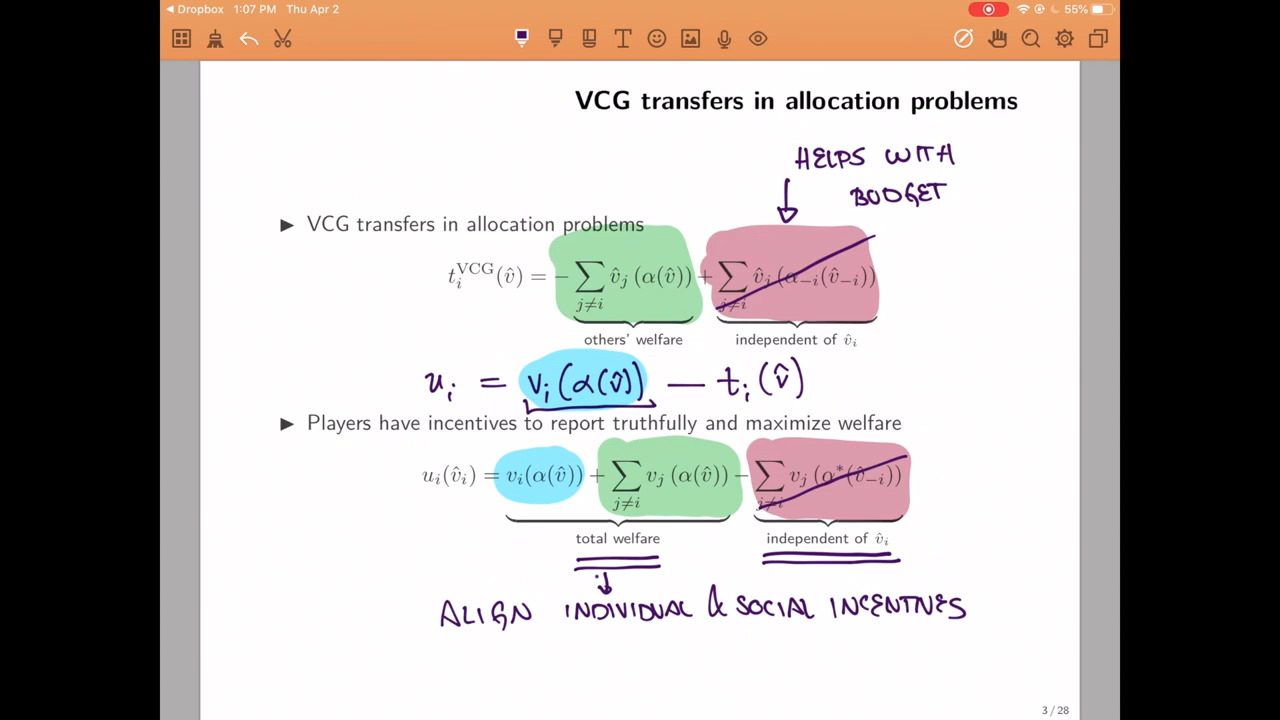 Dropbox 1:07 PM Thu Apr 2 55%
VCG transfers in allocation problems
HELPS WITH
BUDGET
▶ VCG transfers in allocation problems
t_i^VCG(v̂) = − ∑_{j≠i} v̂_j (α(v̂)) + ∑_{j≠i} v̂_j (α_{−i}(v̂_{−i}))
others' welfare independent of v̂_i
u_i = v_i(α(v̂)) − t_i(v̂)
▶ Players have incentives to report truthfully and maximize welfare
u_i(v̂_i) = v_i(α(v̂)) + ∑_{j≠i} v_j (α(v̂)) − ∑_{j≠i} v_j (α*(v̂_{−i}))
total welfare independent of v̂_i
ALIGN INDIVIDUAL & SOCIAL INCENTIVES
3 / 28